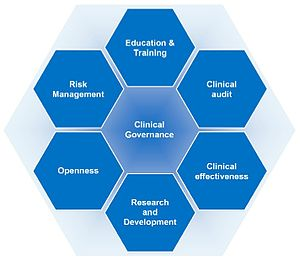 Education &
Training
Risk
Management
Clinical
audit
Clinical
Governance
Openness
Clinical
effectiveness
Research
and
Development